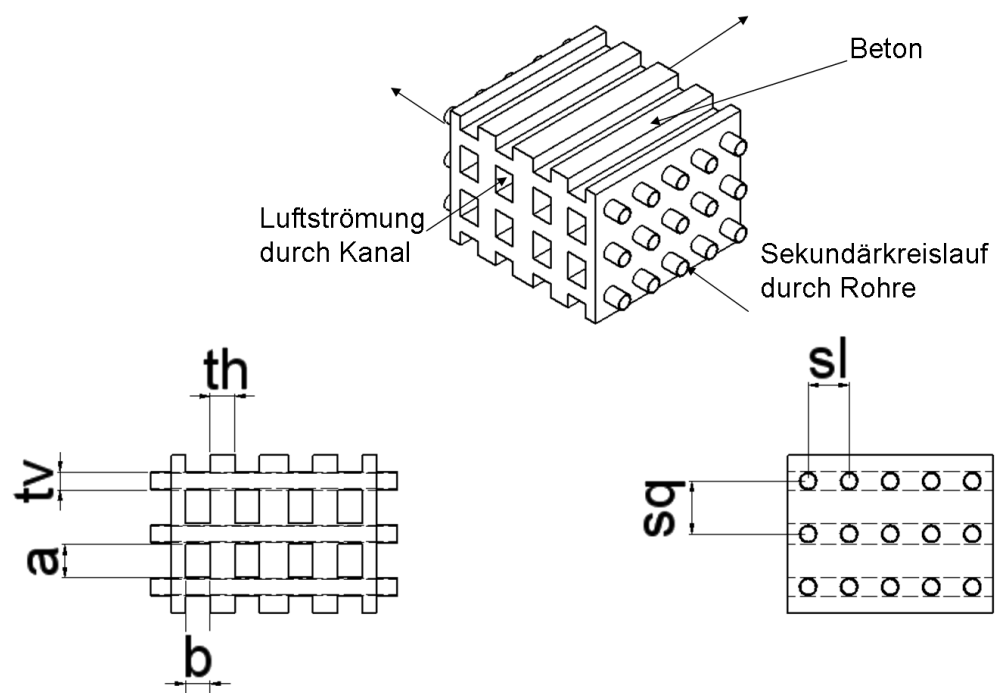 Beton
Luftströmung
durch Kanal
Sekundärkreislauf
durch Rohre
th
sl
tv
sq
a
b